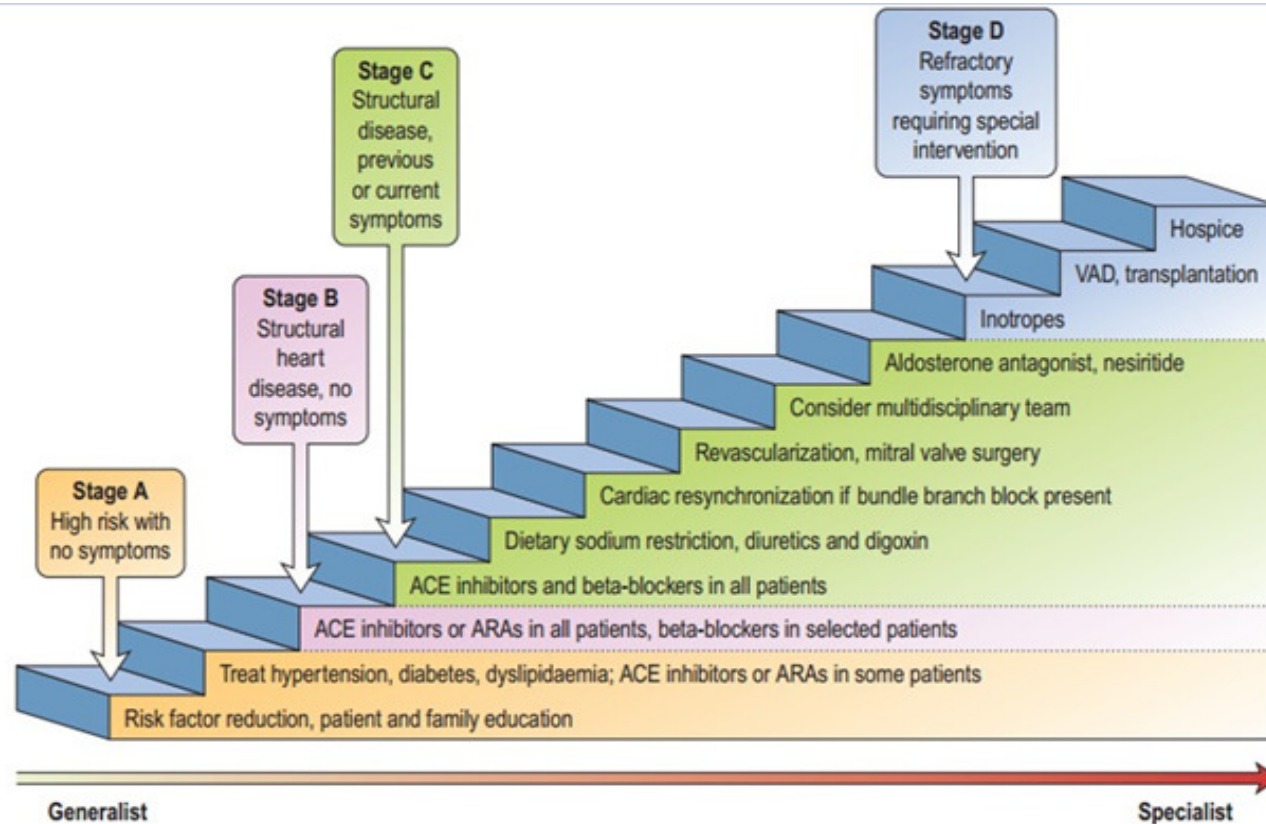 Stage D
Refractory
symptoms
requiring special
intervention
Stage C
Structural
disease,
previous
or current
symptoms
Stage B
Structural
heart
disease, no
symptoms
Stage A
High risk with
no symptoms
Hospice
VAD, transplantation
Inotropes
Aldosterone antagonist, nesiritide
Consider multidisciplinary team
Revascularization, mitral valve surgery
Cardiac resynchronization if bundle branch block present
Dietary sodium restriction, diuretics and digoxin
ACE inhibitors and beta-blockers in all patients
ACE inhibitors or ARAs in all patients, beta-blockers in selected patients
Treat hypertension, diabetes, dyslipidaemia; ACE inhibitors or ARAs in some patients
Risk factor reduction, patient and family education
Generalist
Specialist